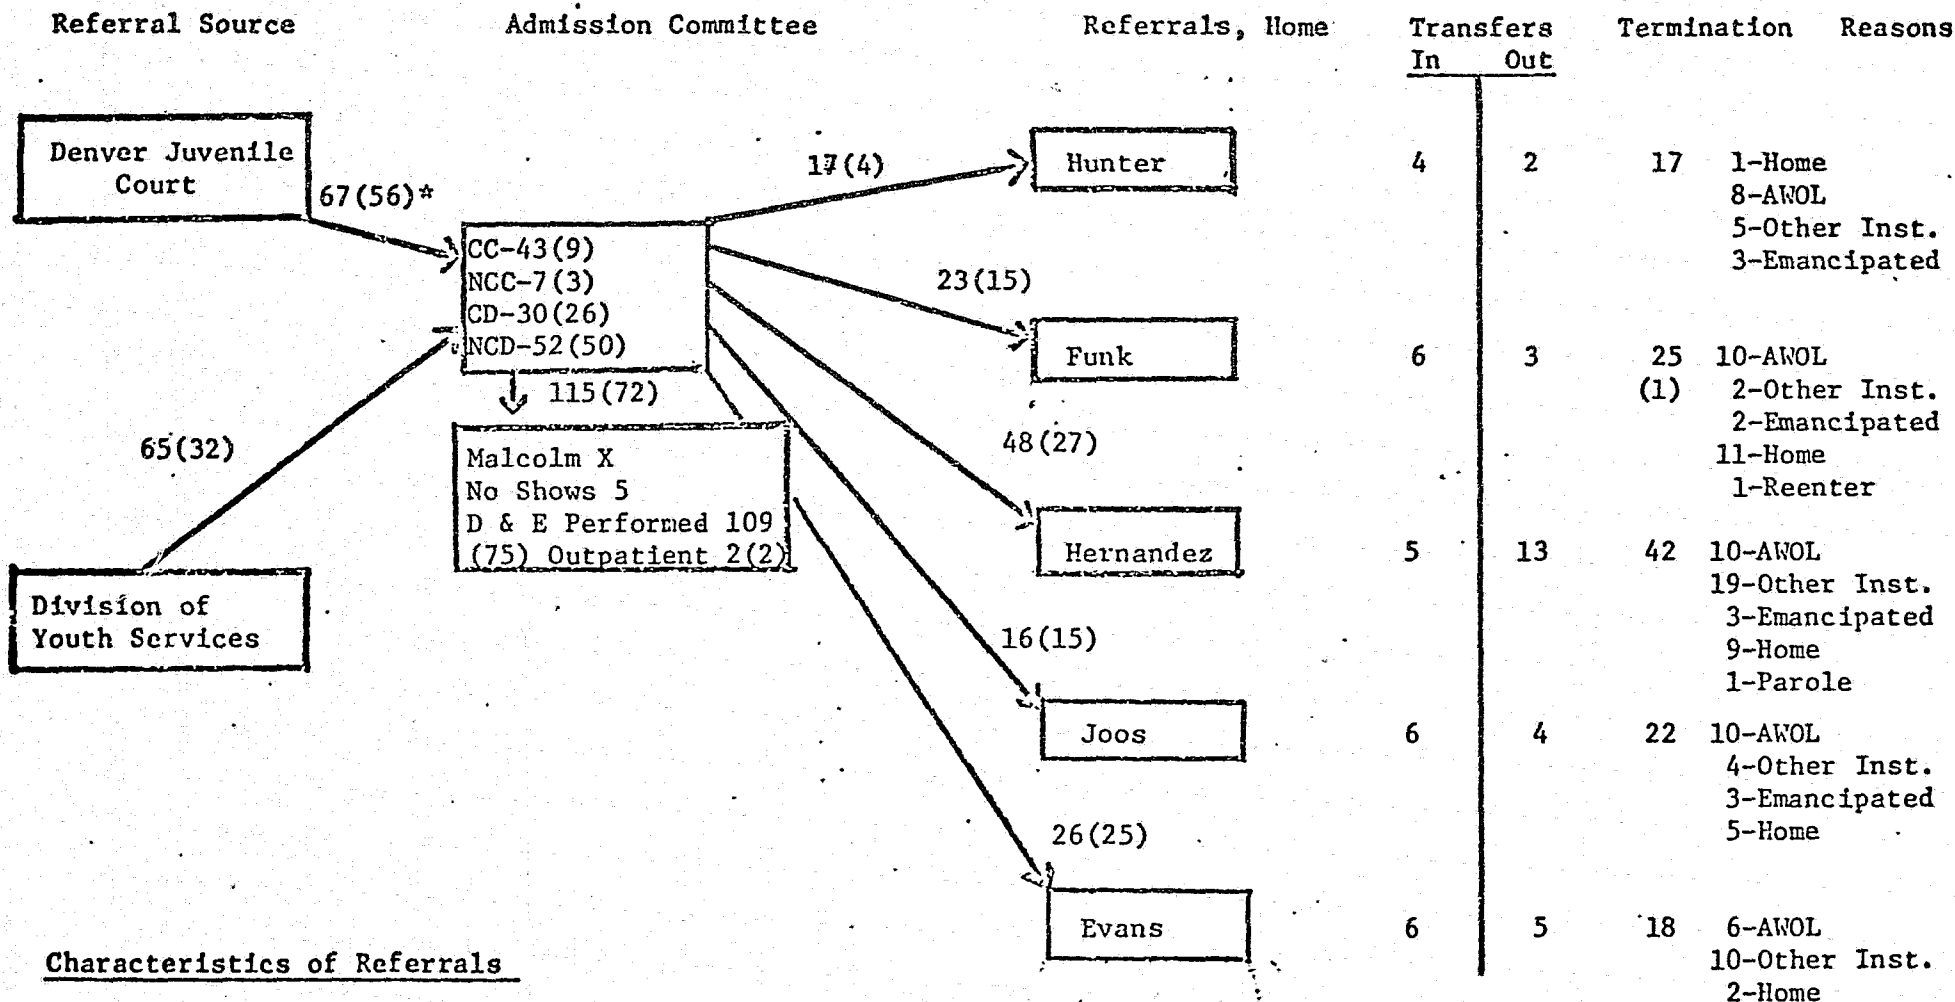 Referral Source Admission Committee Referrals, Home Transfers Termination Reasons
In Out
Denver Juvenile
Court
67(56)*
CC-43(9)
NCC-7(3)
CD-30(26)
NCD-52(50)
115(72)
Malcolm X
No Shows 5
D & E Performed 109
(75) Outpatient 2(2)
65(32)
Division of
Youth Services
17(4)
Hunter 4 2 17 1-Home
8-AWOL
5-Other Inst.
3-Emancipated
23(15)
Funk 6 3 25 10-AWOL
(1) 2-Other Inst.
2-Emancipated
11-Home
1-Reenter
48(27)
Hernandez 5 13 42 10-AWOL
19-Other Inst.
3-Emancipated
9-Home
1-Parole
16(15)
Joos 6 4 22 10-AWOL
4-Other Inst.
3-Emancipated
5-Home
26(25)
Evans 6 5 18 6-AWOL
10-Other Inst.
2-Home
Characteristics of Referrals